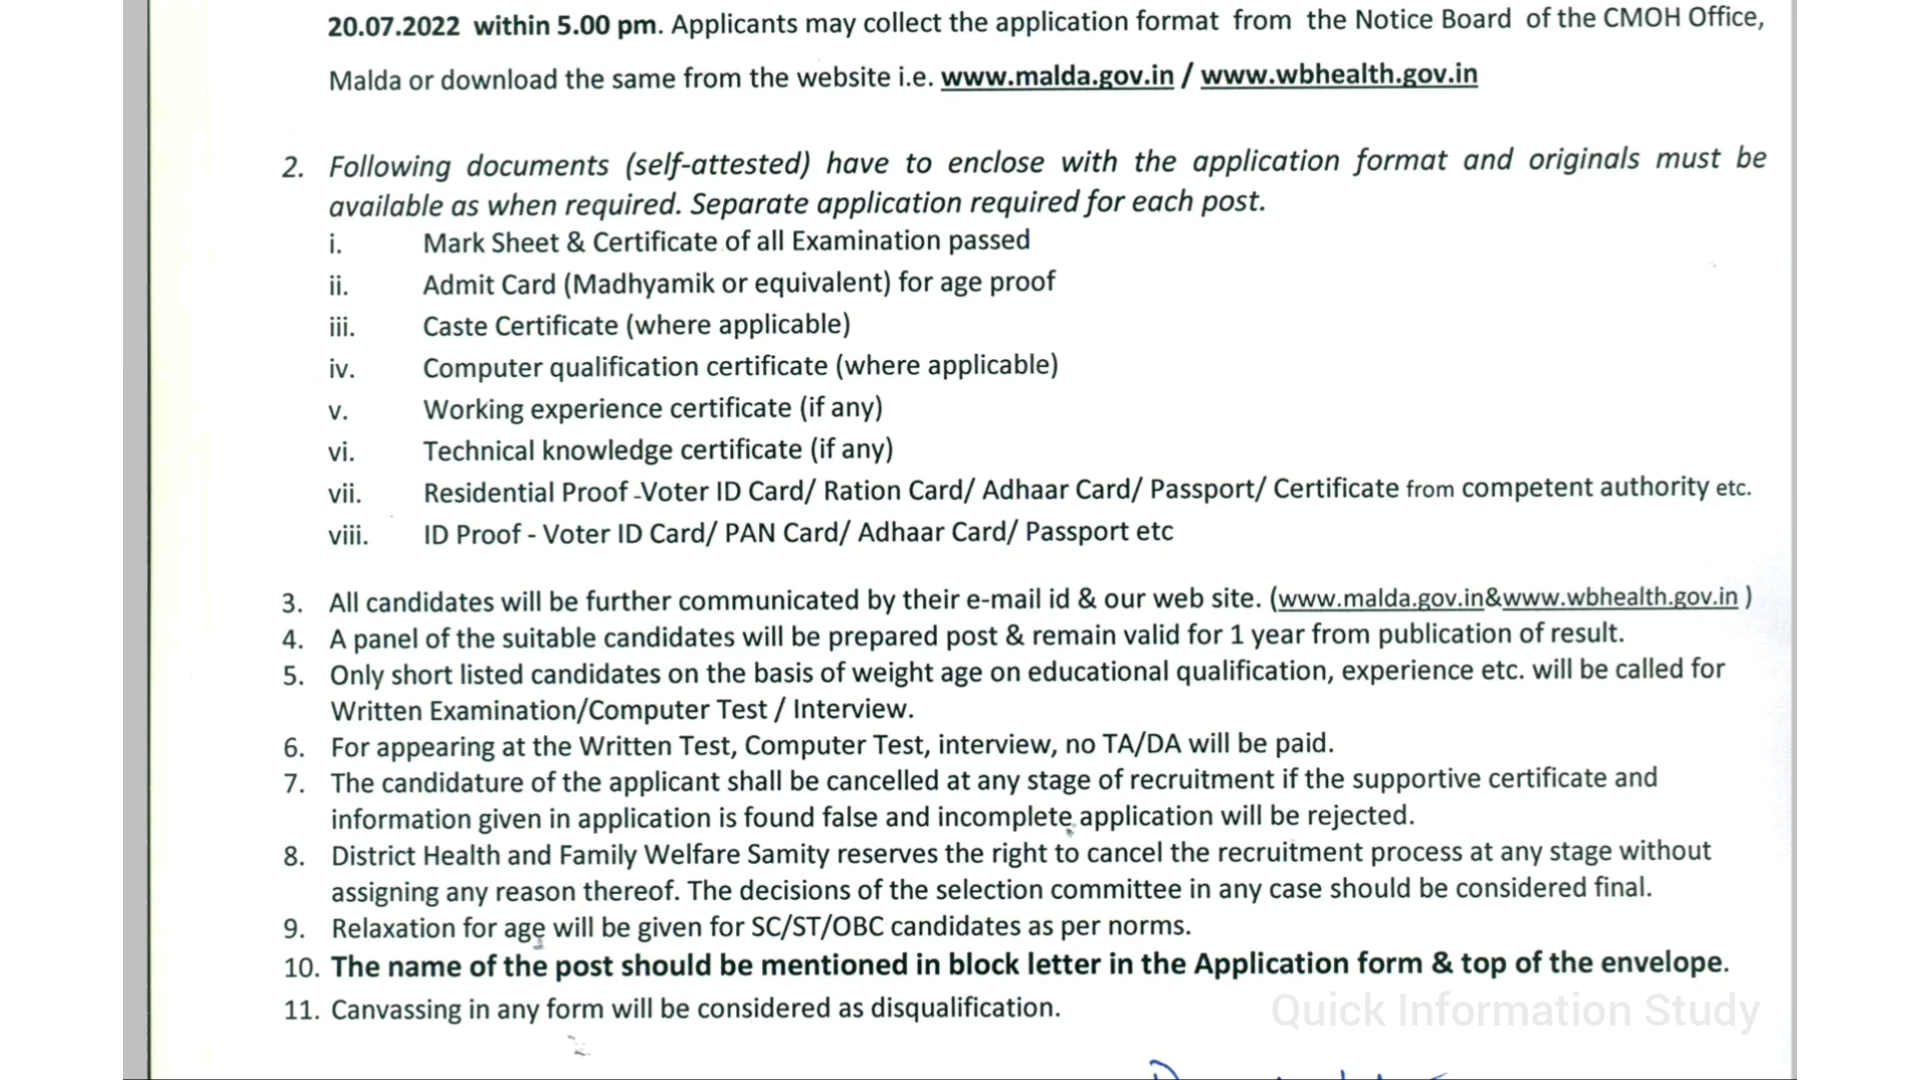 20.07.2022 within 5.00 pm. Applicants may collect the application format from the Notice Board of the CMOH Office,
Malda or download the same from the website i.e. www.malda.gov.in / www.wbhealth.gov.in
2. Following documents (self-attested) have to enclose with the application format and originals must be
available as when required. Separate application required for each post.
i. Mark Sheet & Certificate of all Examination passed
ii. Admit Card (Madhyamik or equivalent) for age proof
iii. Caste Certificate (where applicable)
iv. Computer qualification certificate (where applicable)
v. Working experience certificate (if any)
vi. Technical knowledge certificate (if any)
vii. Residential Proof -Voter ID Card/ Ration Card/ Adhaar Card/ Passport/ Certificate from competent authority etc.
viii. ID Proof - Voter ID Card/ PAN Card/ Adhaar Card/ Passport etc
3. All candidates will be further communicated by their e-mail id & our web site. (www.malda.gov.in&www.wbhealth.gov.in )
4. A panel of the suitable candidates will be prepared post & remain valid for 1 year from publication of result.
5. Only short listed candidates on the basis of weight age on educational qualification, experience etc. will be called for
Written Examination/Computer Test / Interview.
6. For appearing at the Written Test, Computer Test, interview, no TA/DA will be paid.
7. The candidature of the applicant shall be cancelled at any stage of recruitment if the supportive certificate and
information given in application is found false and incomplete application will be rejected.
8. District Health and Family Welfare Samity reserves the right to cancel the recruitment process at any stage without
assigning any reason thereof. The decisions of the selection committee in any case should be considered final.
9. Relaxation for age will be given for SC/ST/OBC candidates as per norms.
10. The name of the post should be mentioned in block letter in the Application form & top of the envelope.
11. Canvassing in any form will be considered as disqualification.
Quick Information Study